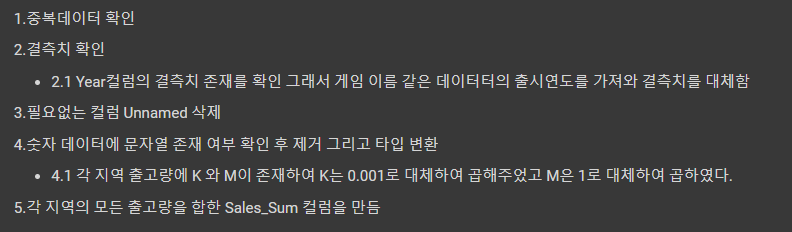 1.중복데이터 확인
2.결측치 확인
• 2.1 Year컬럼의 결측치 존재를 확인 그래서 게임 이름 같은 데이터터의 출시연도를 가져와 결측치를 대체함
3.필요없는 컬럼 Unnamed 삭제
4.숫자 데이터에 문자열 존재 여부 확인 후 제거 그리고 타입 변환
• 4.1 각 지역 출고량에 K 와 M이 존재하여 K는 0.001로 대체하여 곱해주었고 M은 1로 대체하여 곱하였다.
5.각 지역의 모든 출고량을 합한 Sales_Sum 컬럼을 만듬